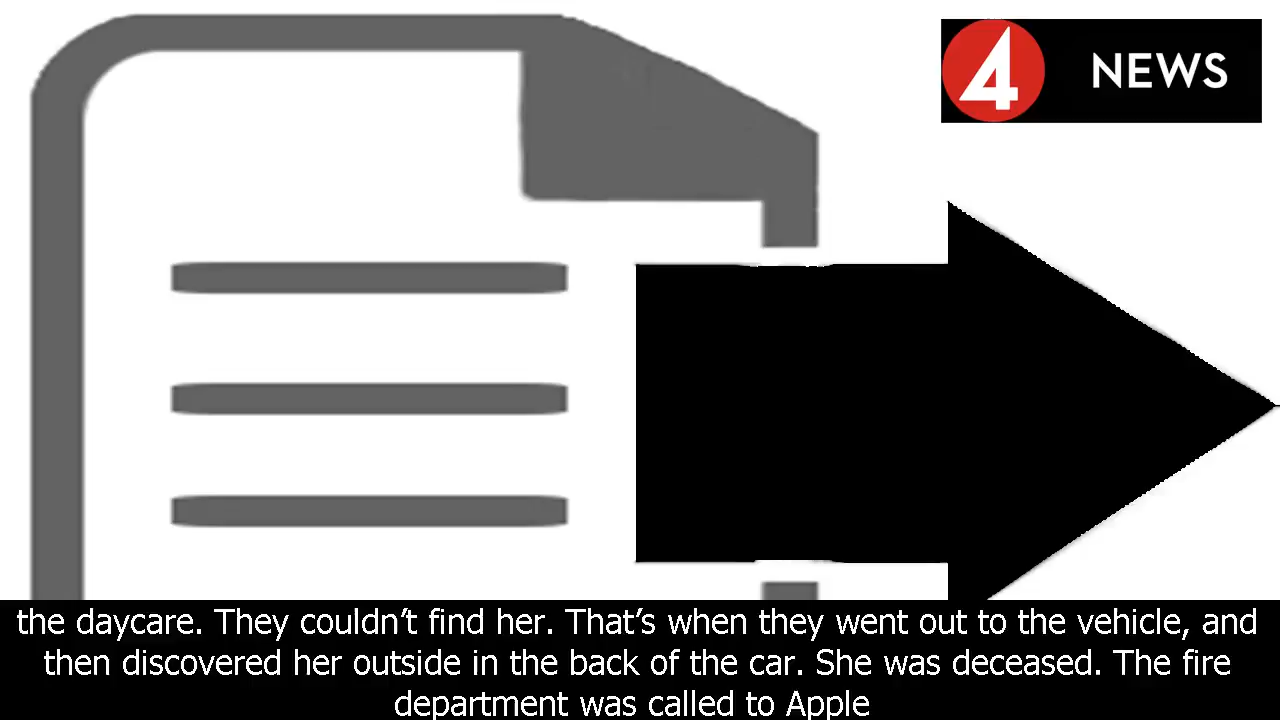 4 NEWS
the daycare. They couldn’t find her. That’s when they went out to the vehicle, and
then discovered her outside in the back of the car. She was deceased. The fire
department was called to Apple